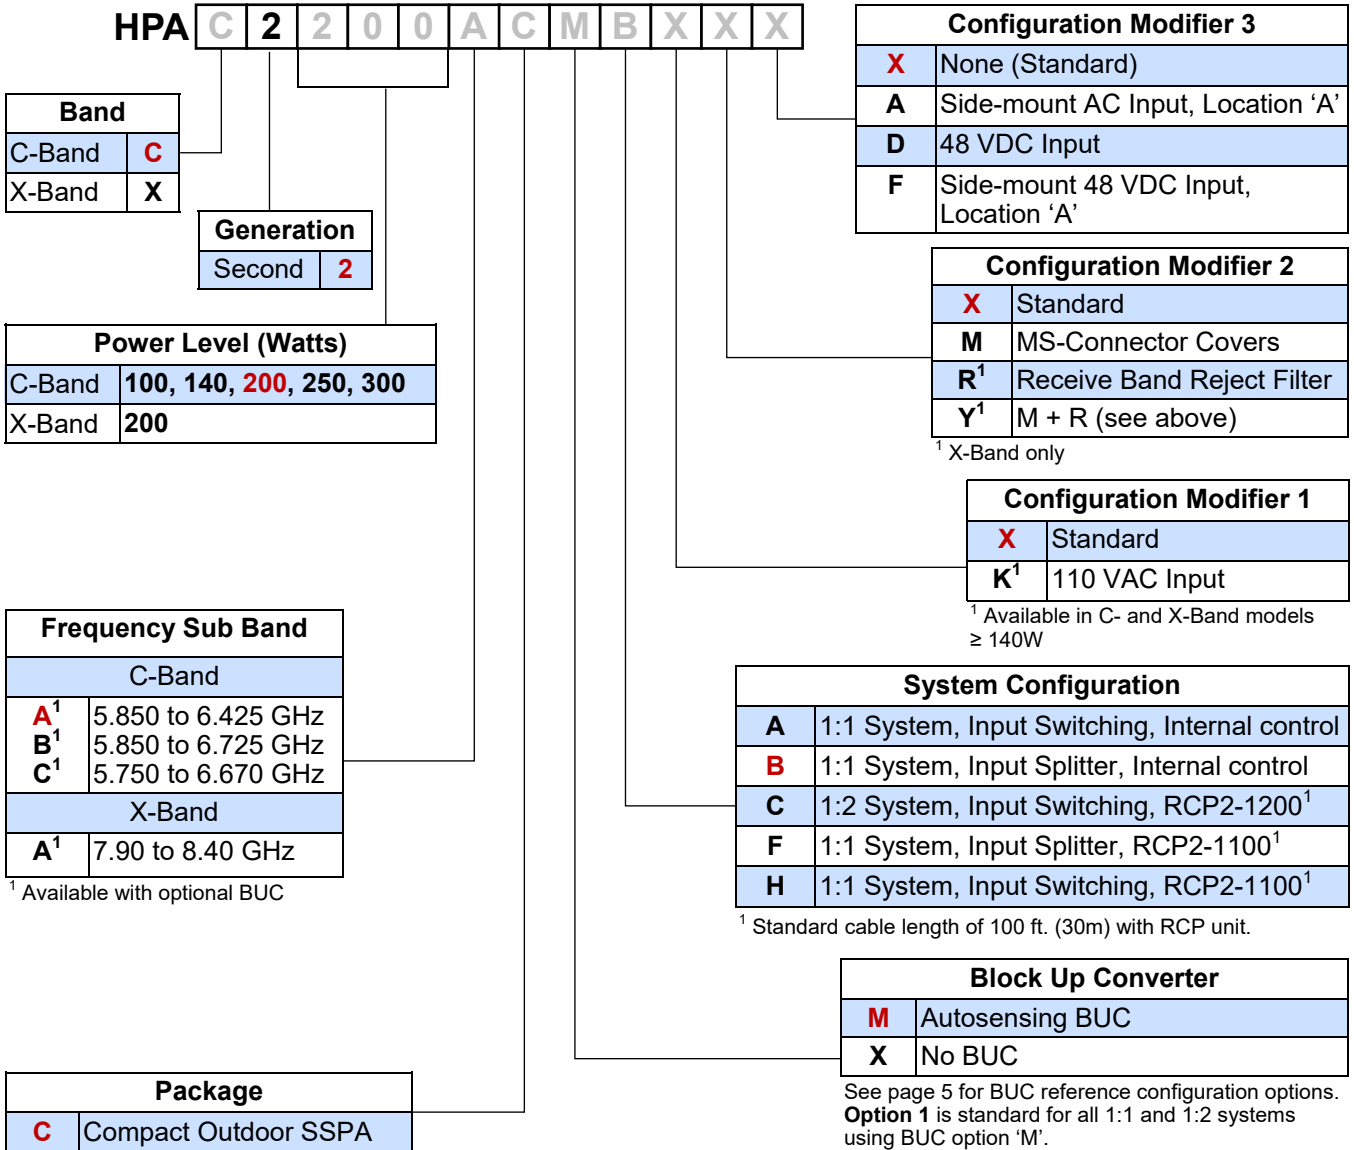 HPA C 2 2 0 0 A C M B X X X
Band
C-Band C
X-Band X
Generation
Second 2
Power Level (Watts)
C-Band 100, 140, 200, 250, 300
X-Band 200
Frequency Sub Band
C-Band
A1 5.850 to 6.425 GHz
B1 5.850 to 6.725 GHz
C1 5.750 to 6.670 GHz
X-Band
A1 7.90 to 8.40 GHz
1 Available with optional BUC
Package
C Compact Outdoor SSPA
Configuration Modifier 3
X None (Standard)
A Side-mount AC Input, Location ‘A’
D 48 VDC Input
F Side-mount 48 VDC Input,
Location ‘A’
Configuration Modifier 2
X Standard
M MS-Connector Covers
R1 Receive Band Reject Filter
Y1 M + R (see above)
1 X-Band only
Configuration Modifier 1
X Standard
K1 110 VAC Input
1 Available in C- and X-Band models
≥ 140W
System Configuration
A 1:1 System, Input Switching, Internal control
B 1:1 System, Input Splitter, Internal control
C 1:2 System, Input Switching, RCP2-12001
F 1:1 System, Input Splitter, RCP2-11001
H 1:1 System, Input Switching, RCP2-11001
1 Standard cable length of 100 ft. (30m) with RCP unit.
Block Up Converter
M Autosensing BUC
X No BUC
See page 5 for BUC reference configuration options.
Option 1 is standard for all 1:1 and 1:2 systems
using BUC option ‘M’.